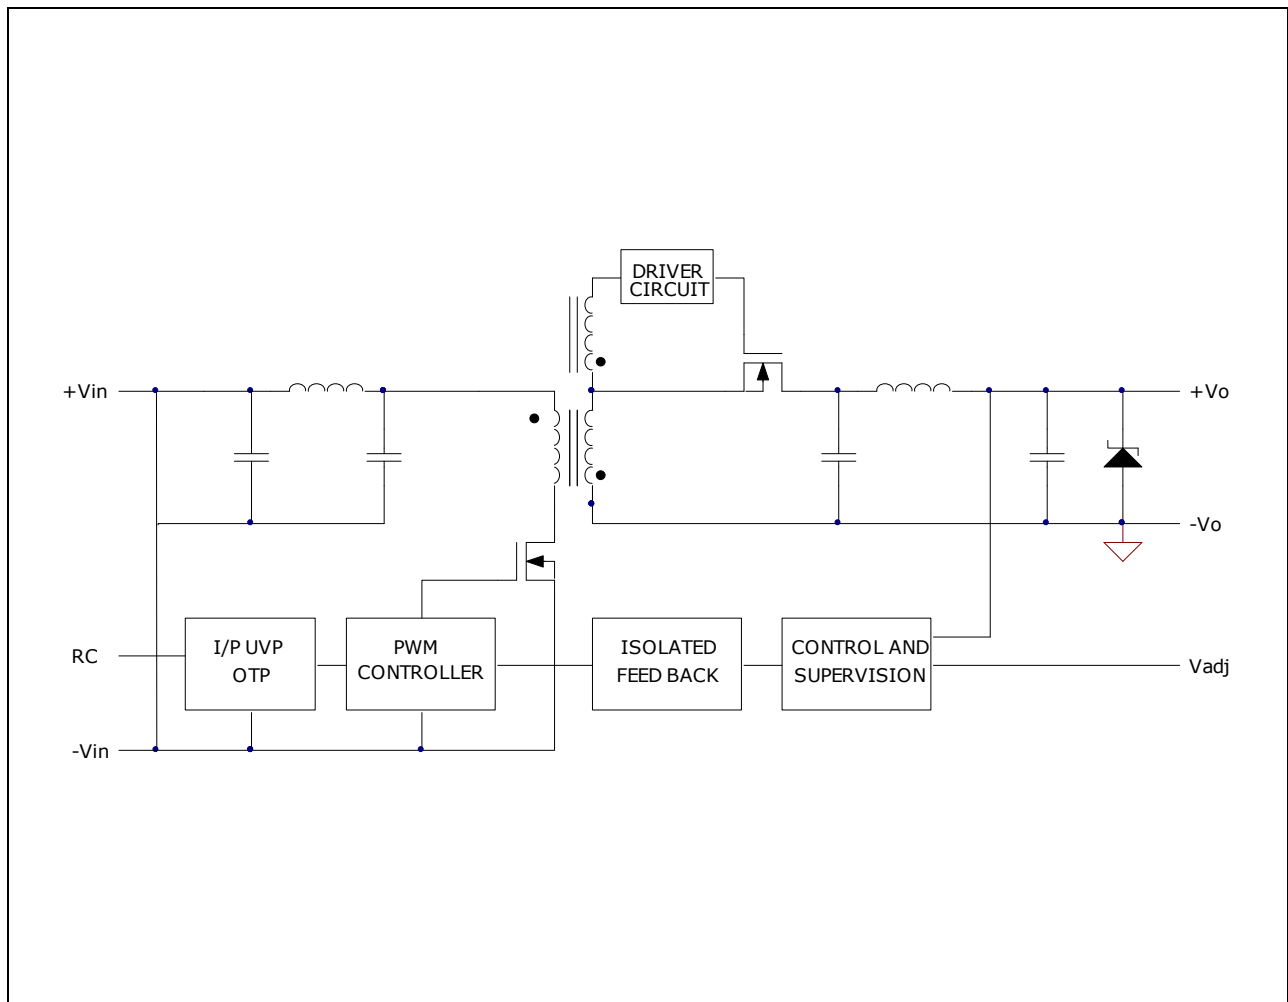 DRIVER
CIRCUIT
+Vin
+Vo
-Vo
RC
I/P UVP
OTP
PWM
CONTROLLER
ISOLATED
FEED BACK
CONTROL AND
SUPERVISION
Vadj
-Vin